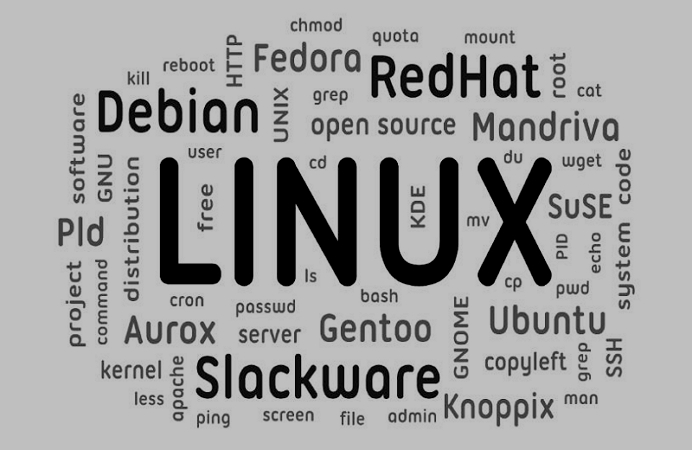 chmod
quota
mount
HTTP
Fedora
RedHat
root
reboot
kill
cat
Debian
UNIX
grep
open source
Mandriva
software
GNU
user
LINUX
cd
du
wget
code
distribution
free
KDE
mv
SuSE
Pld
PID
echo
system
project
command
ls
cp
pwd
cron
passwd
bash
Aurox
server
Gentoo
GNOME
Ubuntu
kernel
apache
Slackware
copyleft
grep
SSH
less
ping
screen
file
admin
Knoppix
man